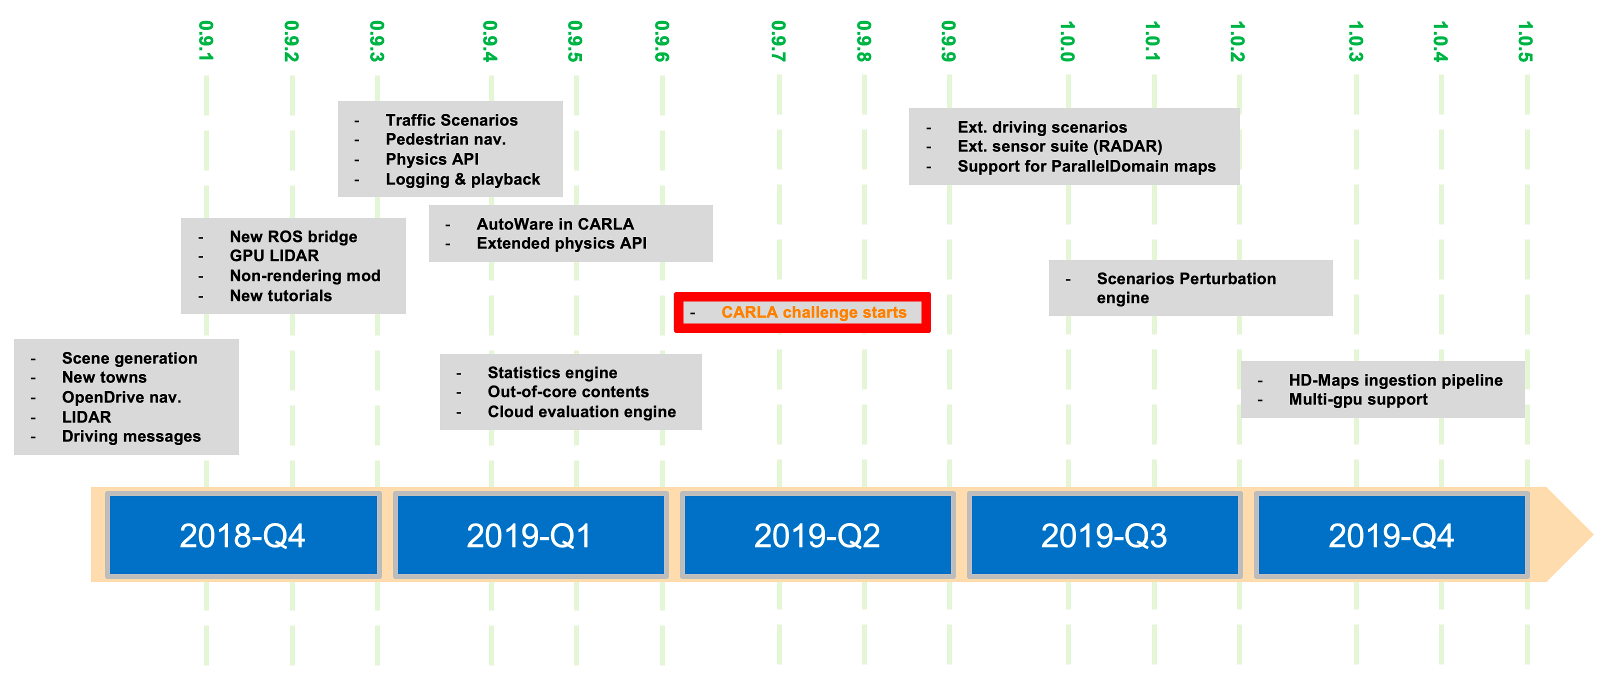 0.9.1
0.9.2
0.9.3
0.9.4
0.9.5
0.9.6
0.9.7
0.9.8
0.9.9
1.0.0
1.0.1
1.0.2
1.0.3
1.0.4
1.0.5
- Traffic Scenarios
- Pedestrian nav.
- Physics API
- Logging & playback
- Ext. driving scenarios
- Ext. sensor suite (RADAR)
- Support for ParallelDomain maps
- AutoWare in CARLA
- Extended physics API
- New ROS bridge
- GPU LIDAR
- Non-rendering mod
- New tutorials
- Scenarios Perturbation
engine
- CARLA challenge starts
- Scene generation
- New towns
- OpenDrive nav.
- LIDAR
- Driving messages
- Statistics engine
- Out-of-core contents
- Cloud evaluation engine
- HD-Maps ingestion pipeline
- Multi-gpu support
2018-Q4
2019-Q1
2019-Q2
2019-Q3
2019-Q4